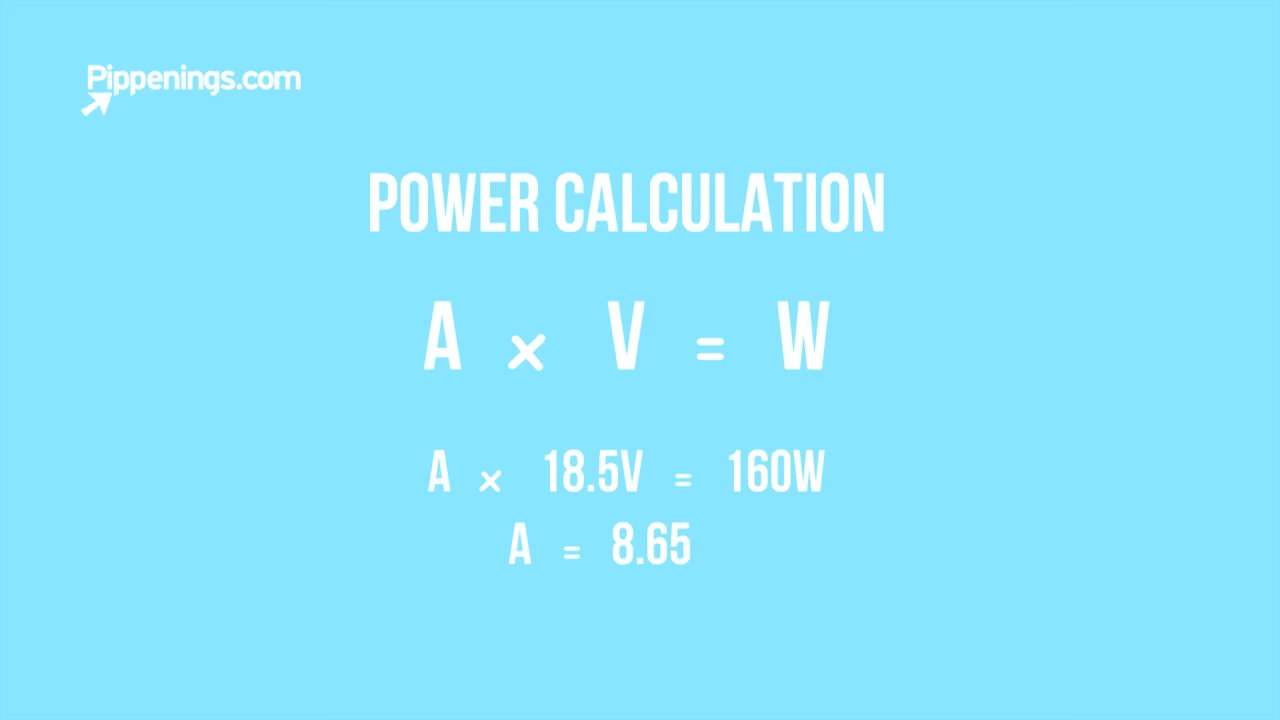 Pippenings.com
POWER CALCULATION
A × V = W
A × 18.5V = 160W
A = 8.65